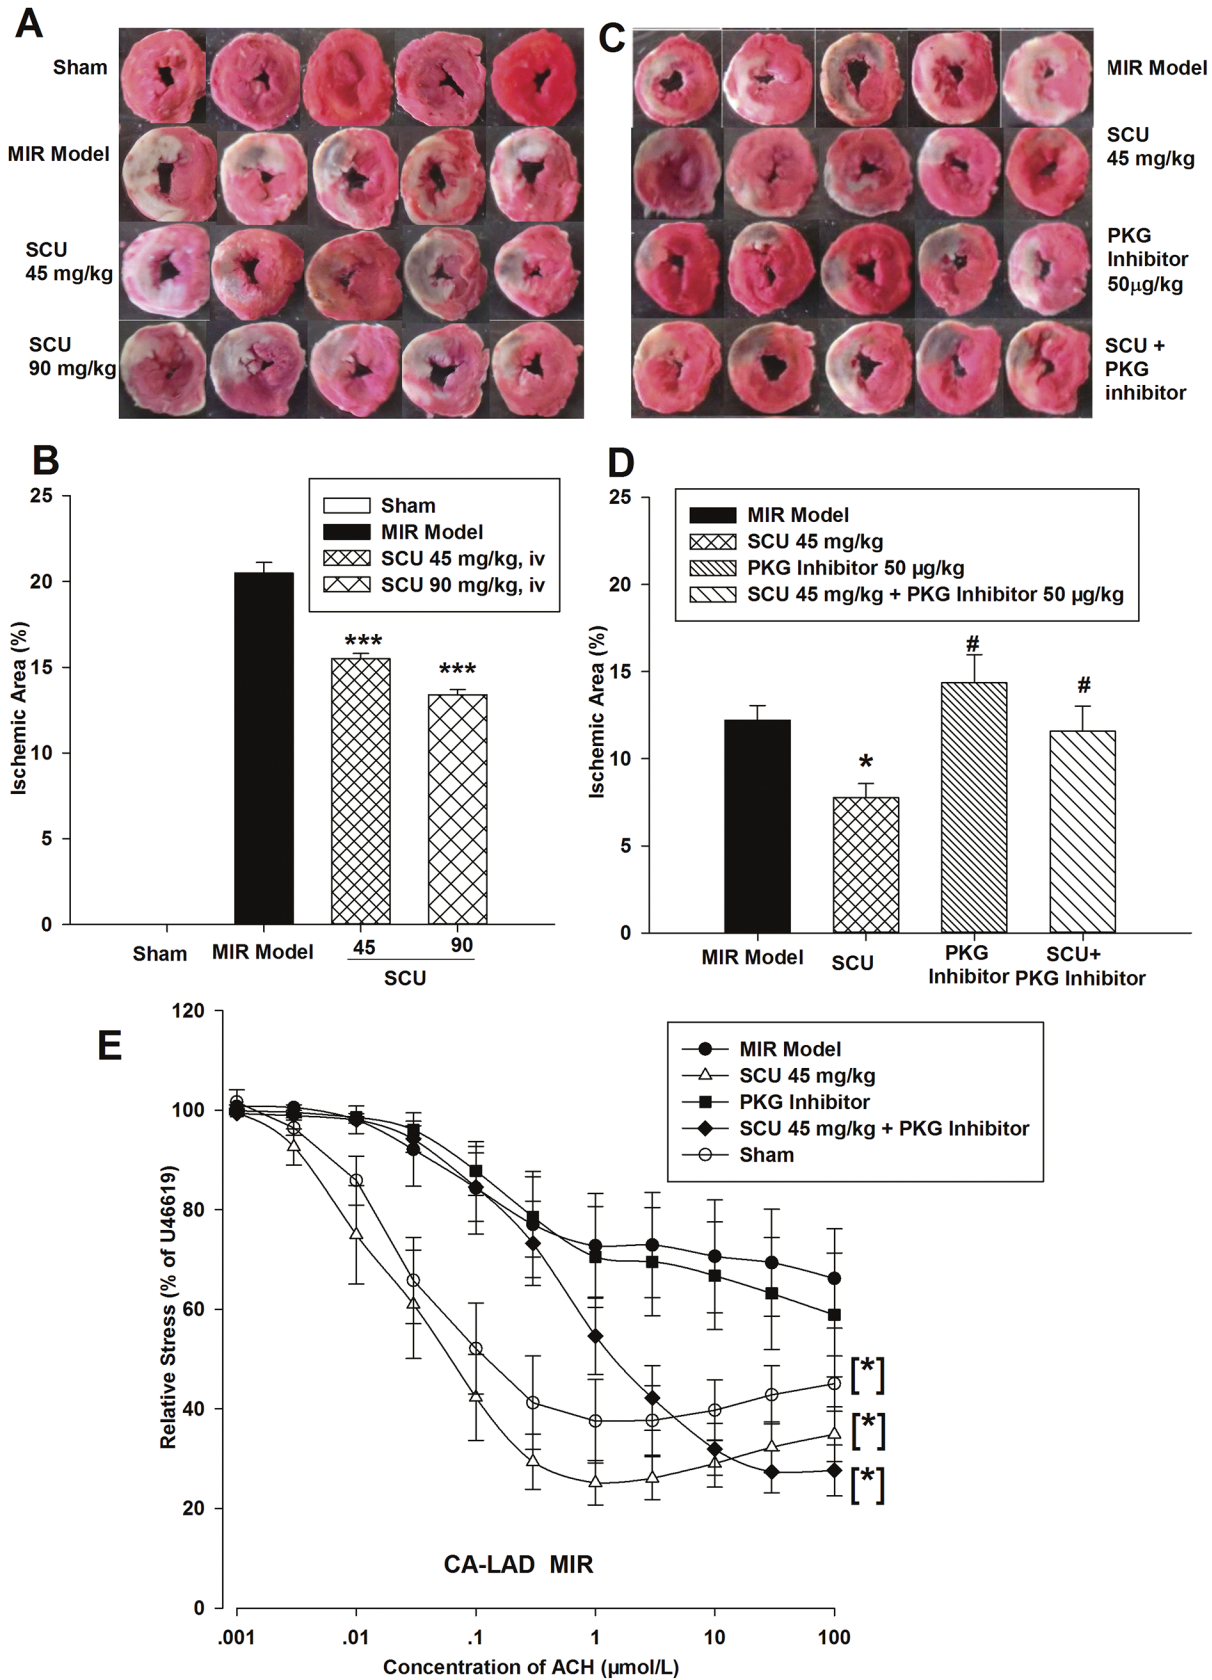 A
Sham
MIR Model
SCU
45 mg/kg
SCU
90 mg/kg
C
MIR Model
SCU
45 mg/kg
PKG
Inhibitor
50µg/kg
SCU +
PKG
inhibitor
B
Ischemic Area (%)
25
20
15
10
5
0
Sham
MIR Model
SCU 45 mg/kg, iv
SCU 90 mg/kg, iv
***
***
Sham
MIR Model
45
90
SCU
D
Ischemic Area (%)
25
20
15
10
5
0
MIR Model
SCU 45 mg/kg
PKG Inhibitor 50 µg/kg
SCU 45 mg/kg + PKG Inhibitor 50 µg/kg
*
#
#
MIR Model
SCU
PKG
Inhibitor
SCU+
PKG Inhibitor
E
Relative Stress (% of U46619)
120
100
80
60
40
20
0
MIR Model
SCU 45 mg/kg
PKG Inhibitor
SCU 45 mg/kg + PKG Inhibitor
Sham
[*]
[*]
[*]
CA-LAD MIR
.001 .01 .1 1 10 100
Concentration of ACH (µmol/L)